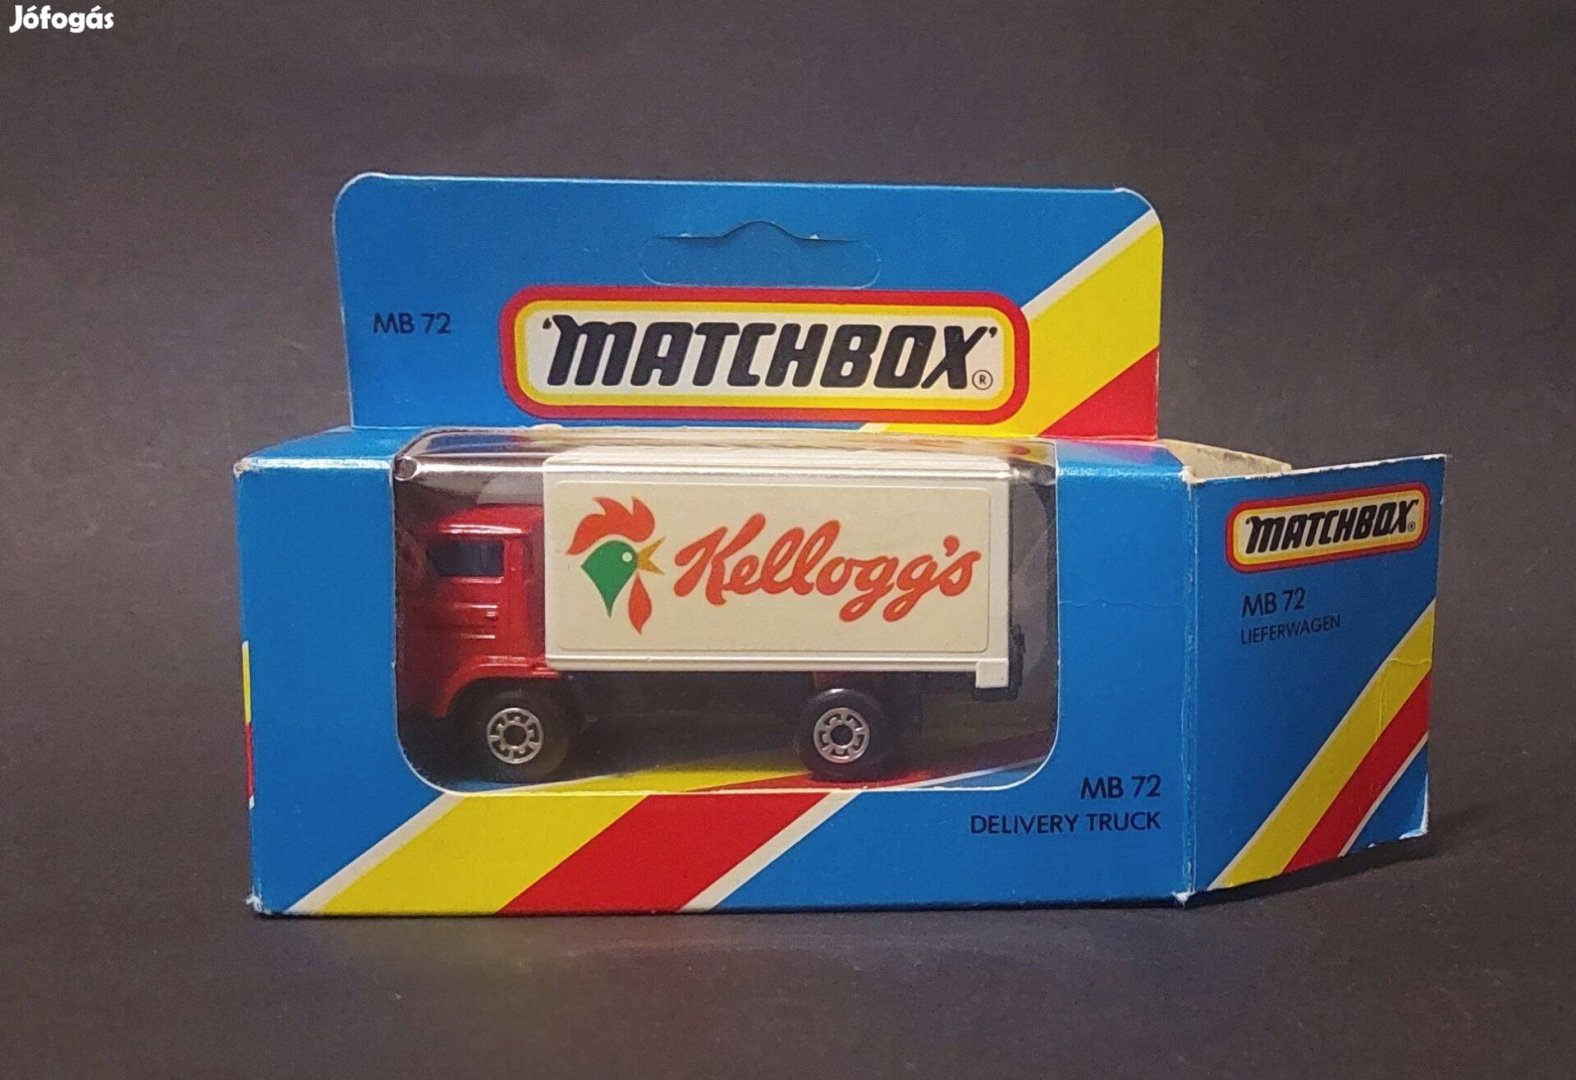 Jófogás
MB 72
'MATCHBOX'®
Kellogg's
MB 72
DELIVERY TRUCK
MATCHBOX®
MB 72
LIEFERWAGEN